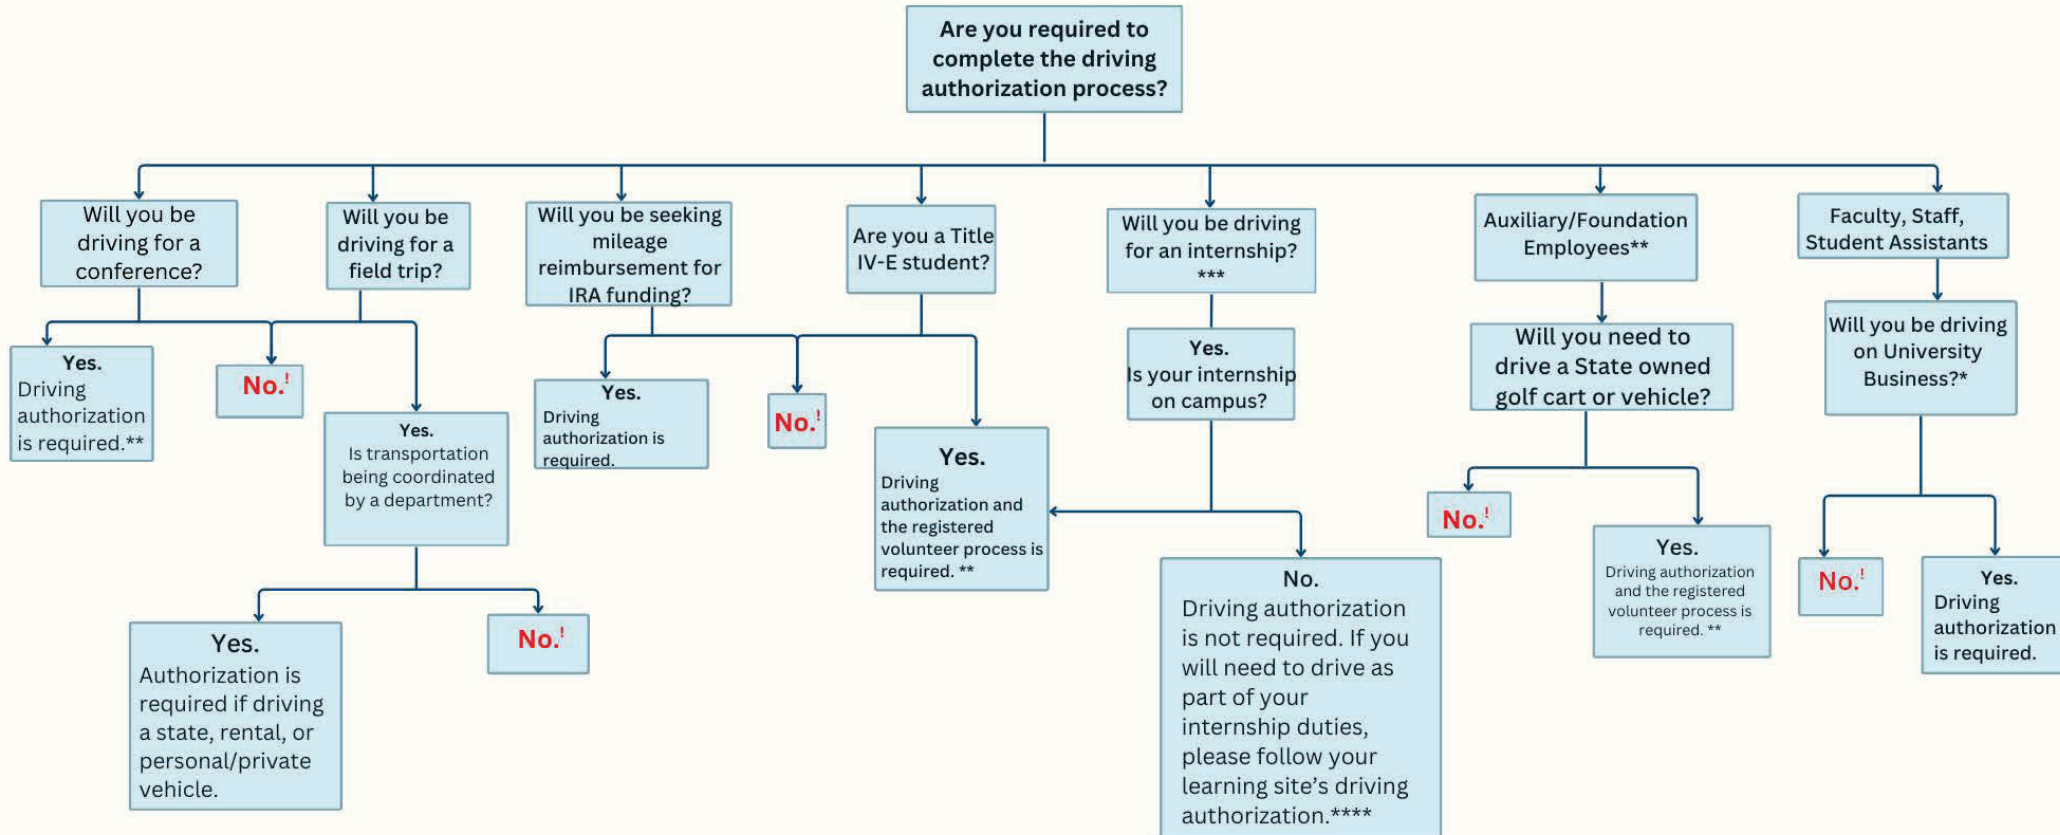 Are you required to
complete the driving
authorization process?
Will you be
driving for a
conference?
Will you be
driving for a
field trip?
Will you be seeking
mileage
reimbursement for
IRA funding?
Are you a Title
IV-E student?
Will you be driving
for an internship?
***
Auxiliary/Foundation
Employees**
Faculty, Staff,
Student Assistants
Yes.
Driving
authorization
is required.**
No.!
Yes.
Is transportation
being coordinated
by a department?
Yes.
Authorization is
required if driving
a state, rental, or
personal/private
vehicle.
No.!
Yes.
Driving
authorization is
required.
No.!
Yes.
Driving
authorization and
the registered
volunteer process is
required. **
Yes.
Is your internship
on campus?
No.
Driving authorization
is not required. If you
will need to drive as
part of your
internship duties,
please follow your
learning site’s driving
authorization.****
Will you need to
drive a State owned
golf cart or vehicle?
No.!
Yes.
Driving authorization
and the registered
volunteer process is
required. **
Will you be driving
on University
Business?*
No.!
Yes.
Driving
authorization
is required.